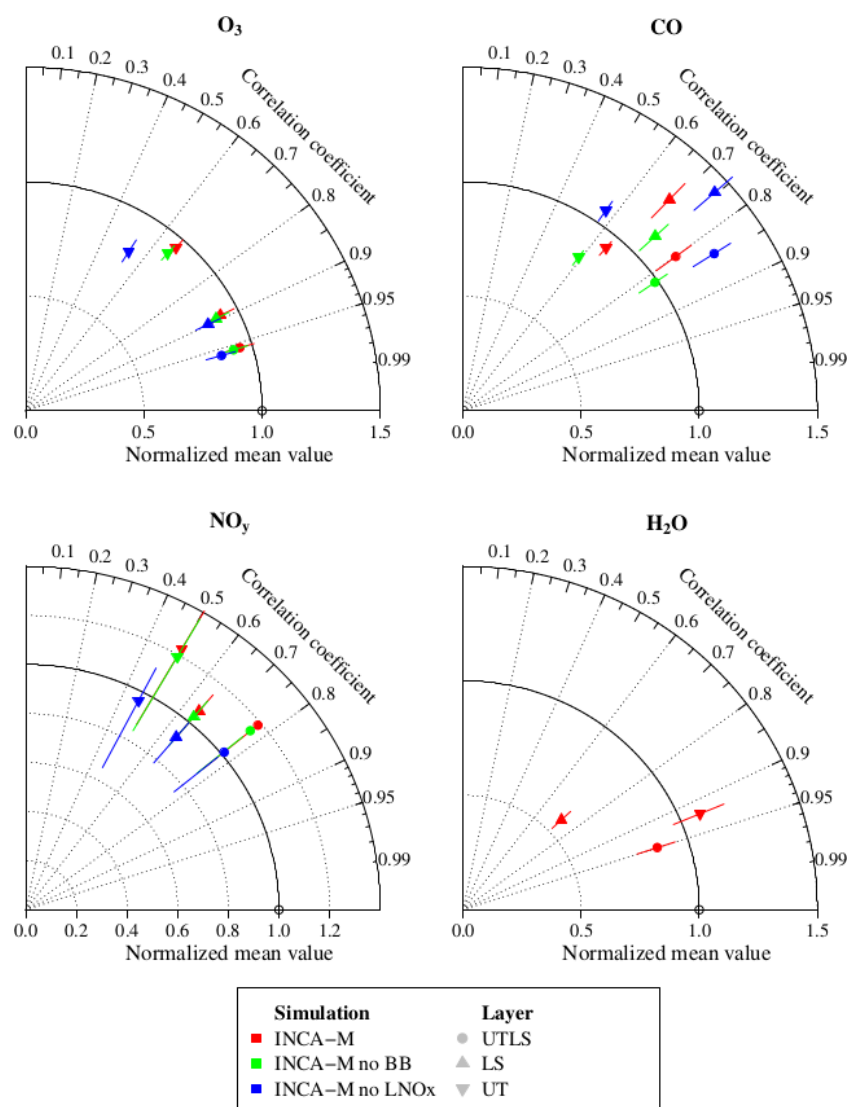 O3
CO
0.1 0.2 0.3 0.4 0.5 0.6 0.7 0.8 0.9 0.95 0.99
Correlation coefficient
0.0 0.5 1.0 1.5
Normalized mean value
0.1 0.2 0.3 0.4 0.5 0.6 0.7 0.8 0.9 0.95 0.99
Correlation coefficient
0.0 0.5 1.0 1.5
Normalized mean value
NOy
H2O
0.1 0.2 0.3 0.4 0.5 0.6 0.7 0.8 0.9 0.95 0.99
Correlation coefficient
0.0 0.2 0.4 0.6 0.8 1.0 1.2
Normalized mean value
0.1 0.2 0.3 0.4 0.5 0.6 0.7 0.8 0.9 0.95 0.99
Correlation coefficient
0.0 0.5 1.0 1.5
Normalized mean value
Simulation Layer
INCA−M UTLS
INCA−M no BB LS
INCA−M no LNOx UT